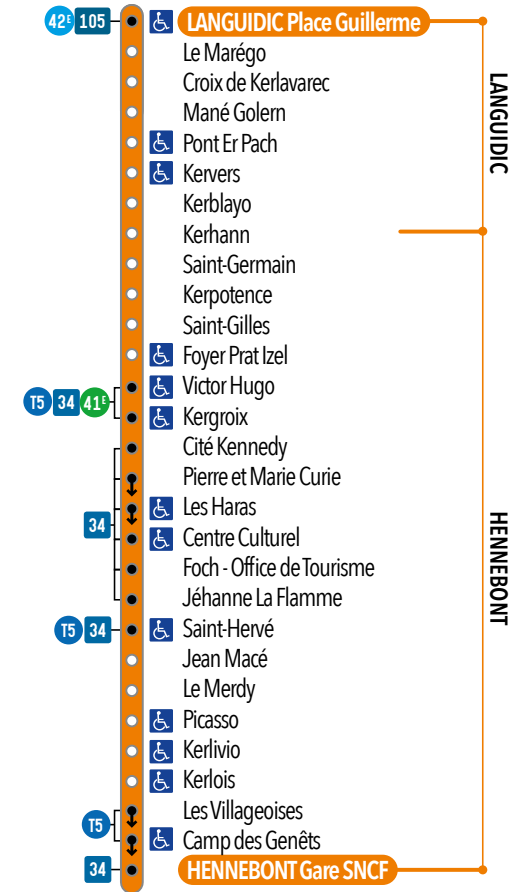 42E 105 LANGUIDIC Place Guillerme
Le Marégo
Croix de Kerlavarec
Mané Golern
Pont Er Pach
Kervers
Kerblayo
Kerhann
LANGUIDIC
Saint-Germain
Kerpotence
Saint-Gilles
Foyer Prat Izel
Victor Hugo
T5 34 41E
Kergroix
Cité Kennedy
Pierre et Marie Curie
Les Haras
34
Centre Culturel
Foch - Office de Tourisme
Jéhanne La Flamme
T5 34 Saint-Hervé
Jean Macé
Le Merdy
Picasso
Kerlivio
Kerlois
Les Villageoises
T5
Camp des Genêts
34 HENNEBONT Gare SNCF
HENNEBONT